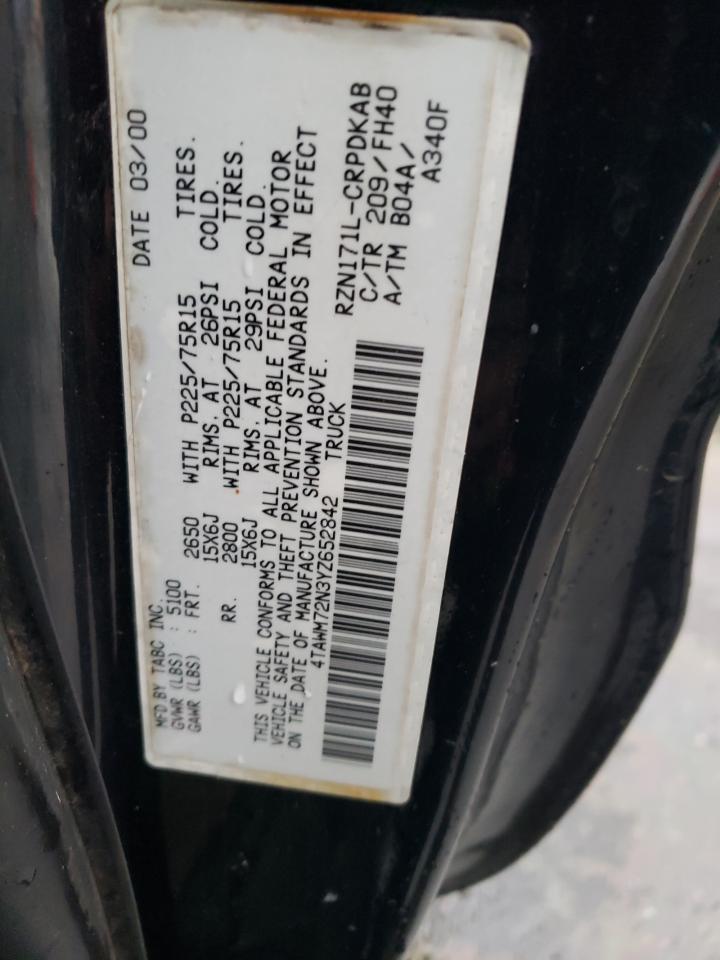 MFD BY TABC INC. DATE 03/00
GVWR (LBS) : 5100
GAWR (LBS) : FRT. 2650 WITH P225/75R15 TIRES.
15X6J RIMS, AT 26PSI COLD.
RR. 2800 WITH P225/75R15 TIRES.
15X6J RIMS, AT 29PSI COLD.
THIS VEHICLE CONFORMS TO ALL APPLICABLE FEDERAL MOTOR
VEHICLE SAFETY AND THEFT PREVENTION STANDARDS IN EFFECT
ON THE DATE OF MANUFACTURE SHOWN ABOVE.
4TAWM72N3YZ652842 TRUCK
RZN171L-CRPDKAB
C/TR 209/FH40
A/TM B04A/
A340F